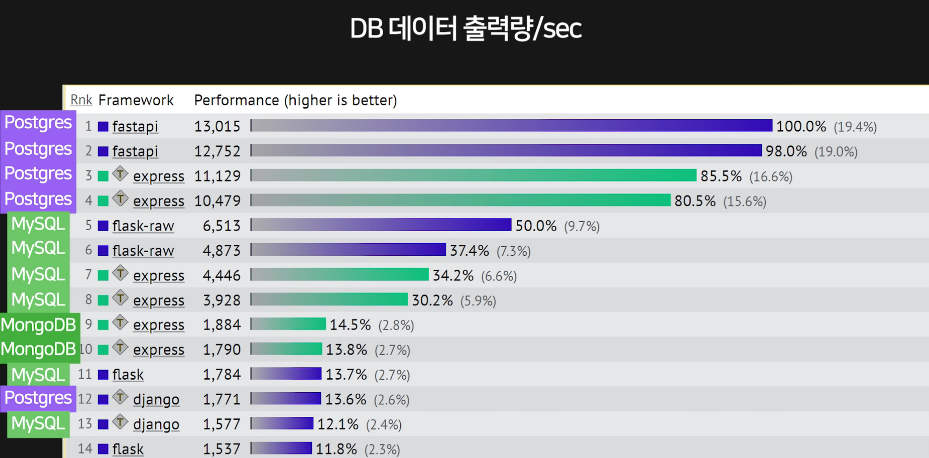 DB 데이터 출력량/sec
Rnk Framework Performance (higher is better)
Postgres 1 fastapi 13,015 100.0% (19.4%)
Postgres 2 fastapi 12,752 98.0% (19.0%)
Postgres 3 T express 11,129 85.5% (16.6%)
Postgres 4 T express 10,479 80.5% (15.6%)
MySQL 5 flask-raw 6,513 50.0% (9.7%)
MySQL 6 flask-raw 4,873 37.4% (7.3%)
MySQL 7 T express 4,446 34.2% (6.6%)
MySQL 8 T express 3,928 30.2% (5.9%)
MongoDB 9 T express 1,884 14.5% (2.8%)
MongoDB 10 T express 1,790 13.8% (2.7%)
MySQL 11 flask 1,784 13.7% (2.7%)
Postgres 12 T django 1,771 13.6% (2.6%)
MySQL 13 T django 1,577 12.1% (2.4%)
14 flask 1,537 11.8% (2.3%)